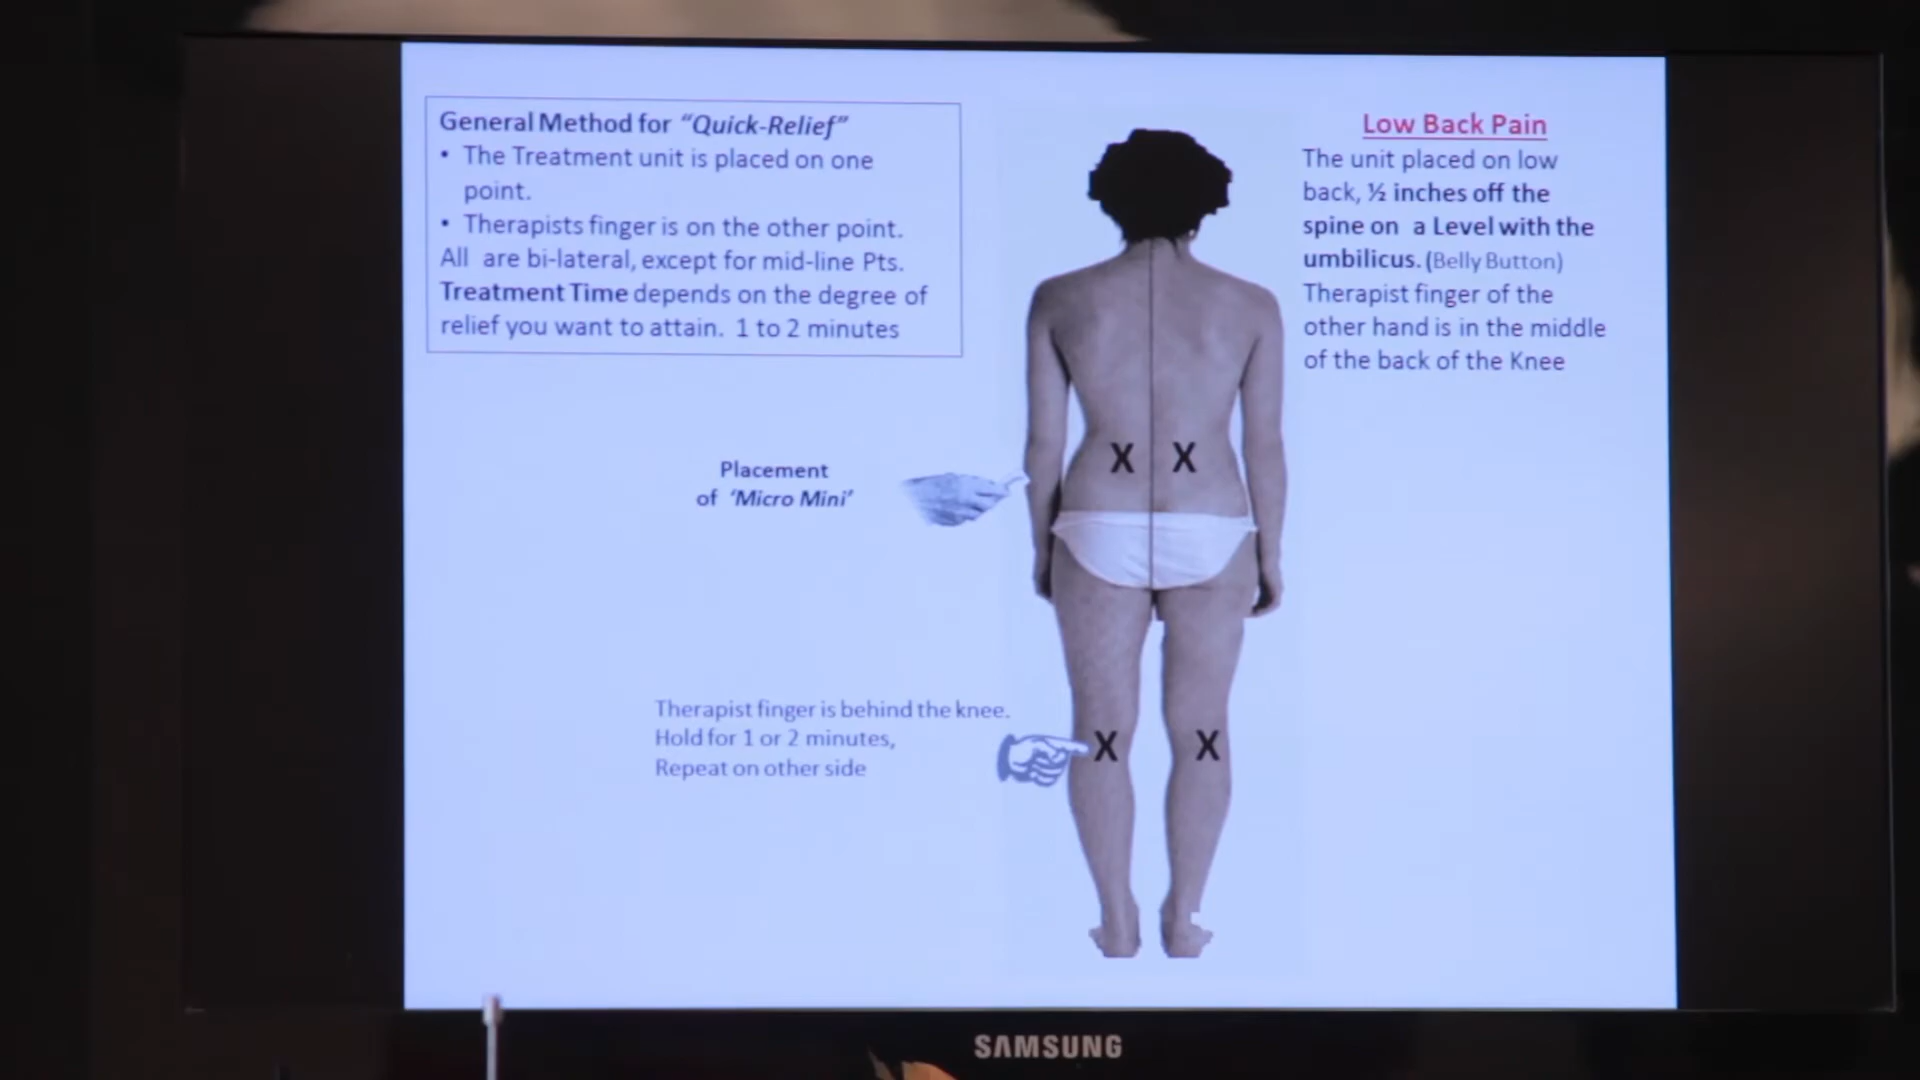 General Method for “Quick-Relief”
• The Treatment unit is placed on one
point.
• Therapists finger is on the other point.
All are bi-lateral, except for mid-line Pts.
Treatment Time depends on the degree of
relief you want to attain. 1 to 2 minutes
Low Back Pain
The unit placed on low
back, ½ inches off the
spine on a Level with the
umbilicus. (Belly Button)
Therapist finger of the
other hand is in the middle
of the back of the Knee
Placement
of ‘Micro Mini’
X X
Therapist finger is behind the knee.
Hold for 1 or 2 minutes,
Repeat on other side
X X
SAMSUNG